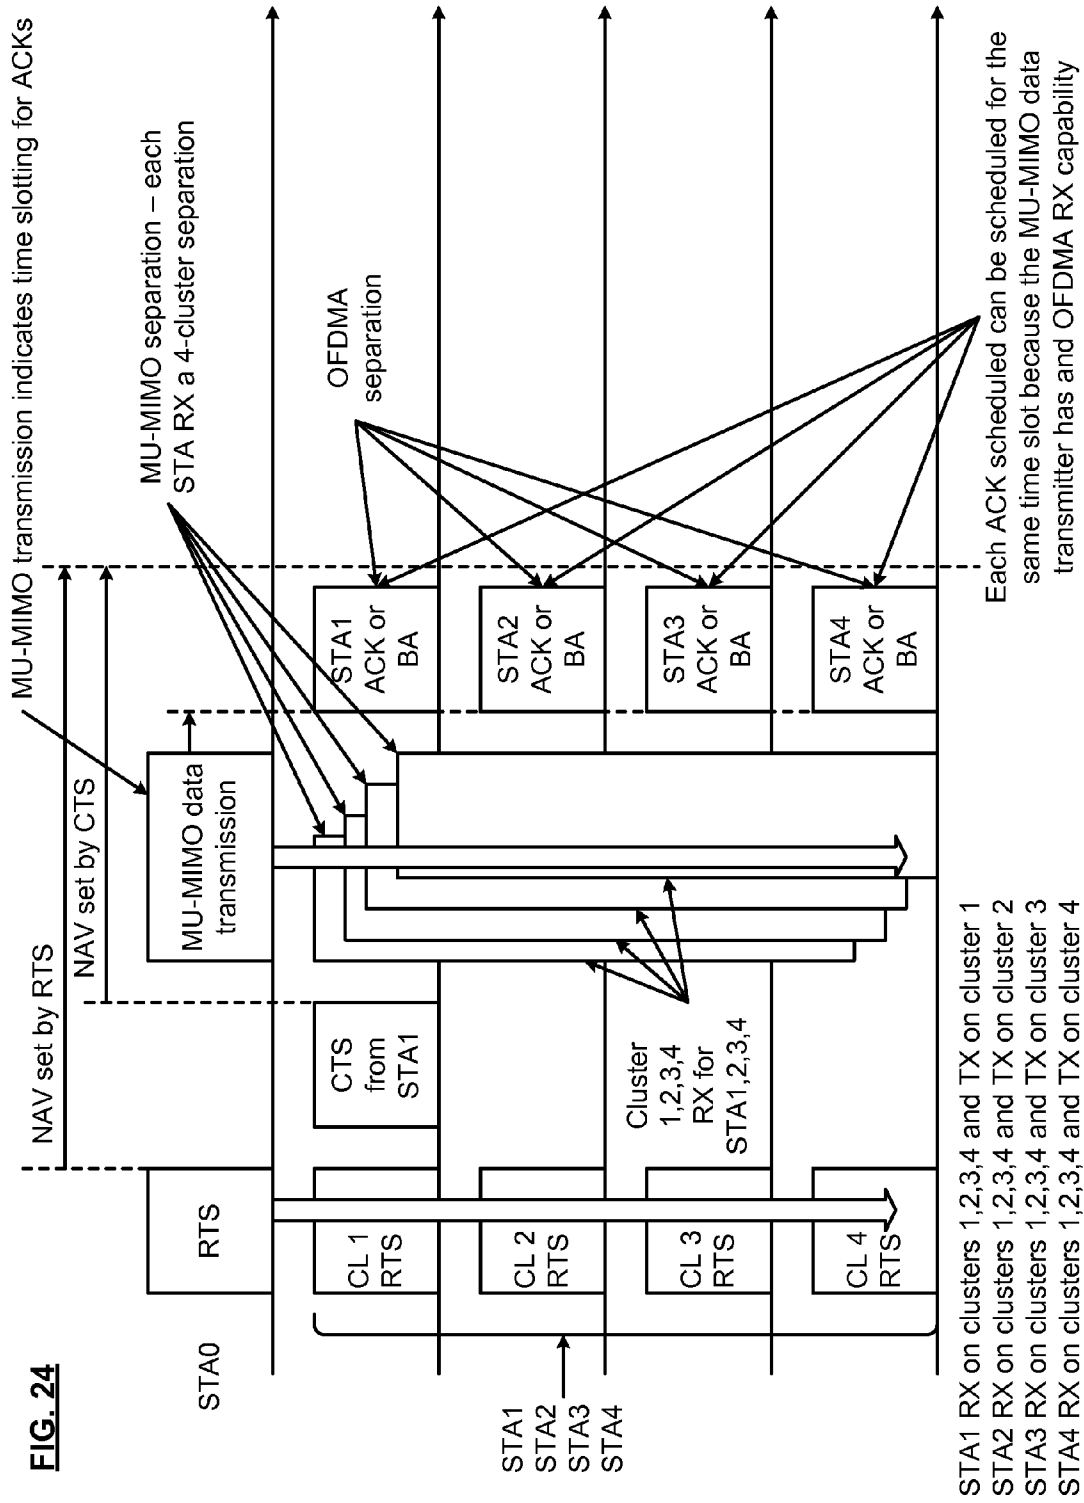 FIG. 24
MU-MIMO transmission indicates time slotting for ACKs
NAV set by RTS
NAV set by CTS
MU-MIMO separation – each
STA RX a 4-cluster separation
STA0
RTS
MU-MIMO data
transmission
OFDMA
separation
STA1
STA2
STA3
STA4
CL 1
RTS
CTS
from
STA1
STA1
ACK or
BA
CL 2
RTS
STA2
ACK or
BA
CL 3
RTS
Cluster
1,2,3,4
RX for
STA1,2,3,4
STA3
ACK or
BA
CL 4
RTS
STA4
ACK or
BA
STA1 RX on clusters 1,2,3,4 and TX on cluster 1
STA2 RX on clusters 1,2,3,4 and TX on cluster 2
STA3 RX on clusters 1,2,3,4 and TX on cluster 3
STA4 RX on clusters 1,2,3,4 and TX on cluster 4
Each ACK scheduled can be scheduled for the
same time slot because the MU-MIMO data
transmitter has and OFDMA RX capability